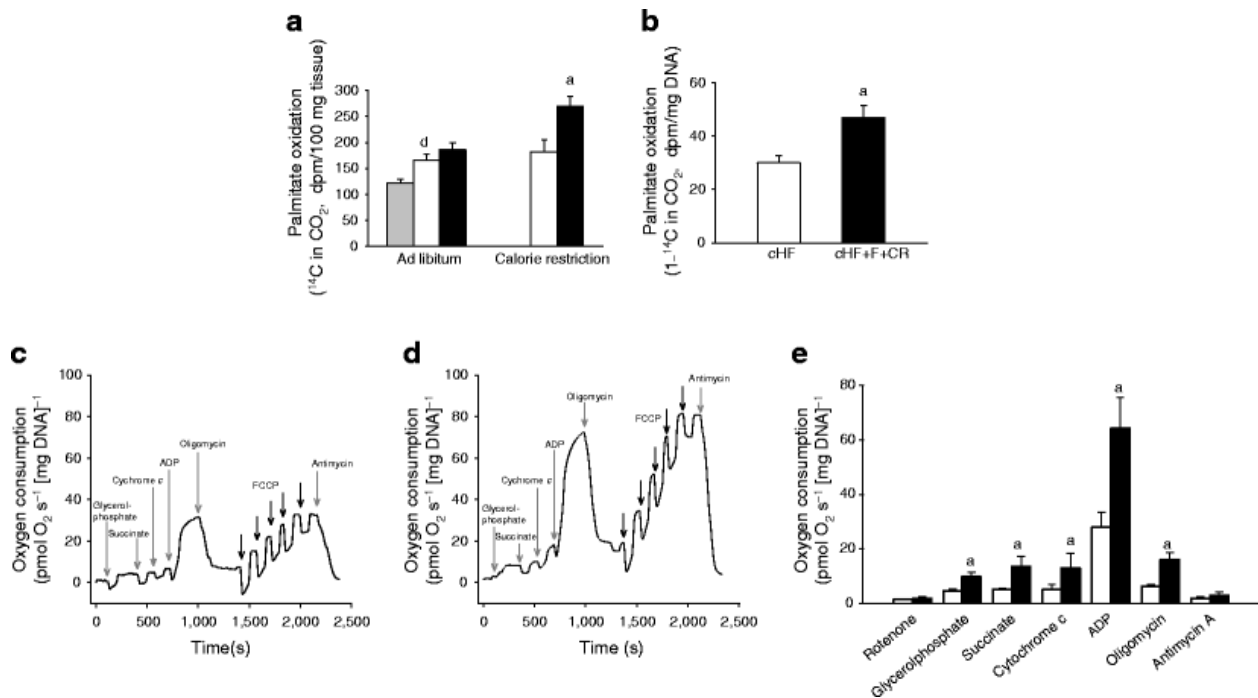 a
Palmitate oxidation
(¹⁴C in CO₂, dpm/100 mg tissue)
300
250
200
150
100
50
0
d
a
Ad libitum
Calorie restriction
b
Palmitate oxidation
(1-¹⁴C in CO₂, dpm/mg DNA)
60
40
20
0
a
cHF
cHF+F+CR
c
Oxygen consumption
(pmol O₂ s⁻¹ [mg DNA]⁻¹
100
80
60
40
20
0
Glycerol-
phosphate
Succinate
Cychrome c
ADP
Oligomycin
FCCP
Antimycin
0
500
1,000
1,500
2,000
2,500
Time(s)
d
Oxygen consumption
(pmol O₂ s⁻¹ [mg DNA]⁻¹
100
80
60
40
20
0
Glycerol-
phosphate
Succinate
Cychrome c
ADP
Oligomycin
FCCP
Antimycin
0
500
1,000
1,500
2,000
2,500
Time (s)
e
Oxygen consumption
(pmol O₂ s⁻¹ [mg DNA]⁻¹
80
60
40
20
0
a
a
a
a
a
Rotenone
Glycerolphosphate
Succinate
Cytochrome c
ADP
Oligomycin
Antimycin A